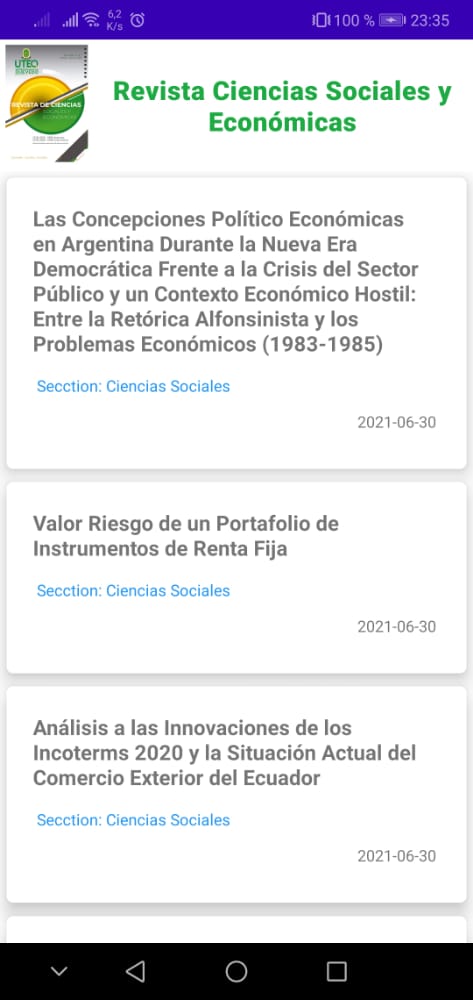 6,2
K/s
100 %
23:35
UTEQ
REVISTA DE CIENCIAS
SOCIALES Y
ECONÓMICAS
Revista Ciencias Sociales y
Económicas
Las Concepciones Político Económicas
en Argentina Durante la Nueva Era
Democrática Frente a la Crisis del Sector
Público y un Contexto Económico Hostil:
Entre la Retórica Alfonsinista y los
Problemas Económicos (1983-1985)
Secction: Ciencias Sociales
2021-06-30
Valor Riesgo de un Portafolio de
Instrumentos de Renta Fija
Secction: Ciencias Sociales
2021-06-30
Análisis a las Innovaciones de los
Incoterms 2020 y la Situación Actual del
Comercio Exterior del Ecuador
Secction: Ciencias Sociales
2021-06-30